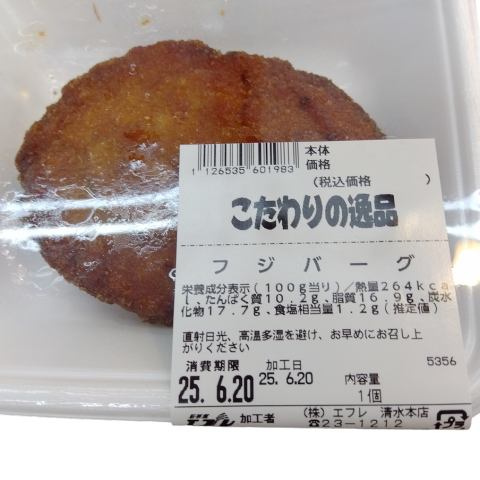 本体
価格
1126535601983
(税込価格 )
こだわりの逸品
フジバーグ
栄養成分表示(100g当り)/熱量264kca
l、たんぱく質10.2g、脂質16.9g、炭水
化物17.7g、食塩相当量1.2g(推定値)
直射日光、高温多湿を避け、お早めにお召し上
がりください
消費期限 加工日 5356
25.6.20 25.6.20 内容量
1個
エフレ 加工者 (株)エフレ 清水本店
☎23-1212